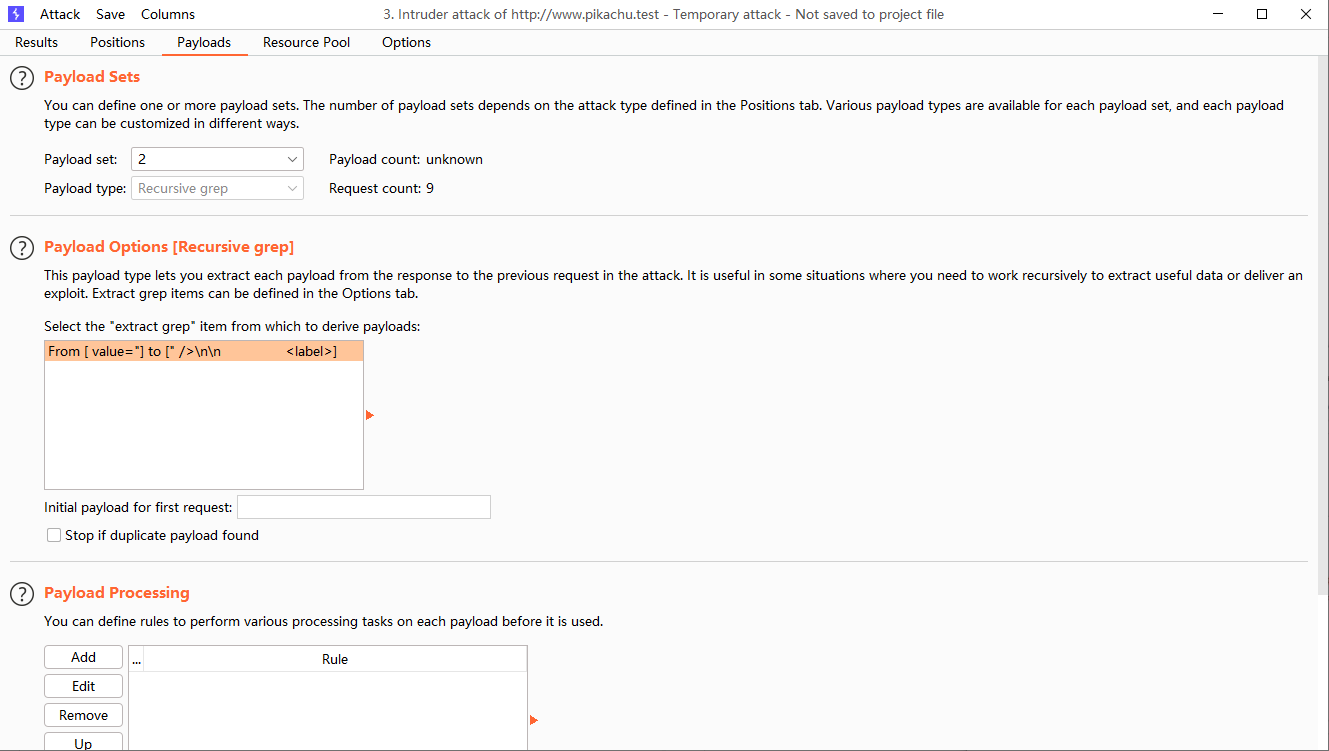 Attack Save Columns 3. Intruder attack of http://www.pikachu.test - Temporary attack - Not saved to project file
Results Positions Payloads Resource Pool Options
? Payload Sets
You can define one or more payload sets. The number of payload sets depends on the attack type defined in the Positions tab. Various payload types are available for each payload set, and each payload
type can be customized in different ways.
Payload set: 2 Payload count: unknown
Payload type: Recursive grep Request count: 9
? Payload Options [Recursive grep]
This payload type lets you extract each payload from the response to the previous request in the attack. It is useful in some situations where you need to work recursively to extract useful data or deliver an
exploit. Extract grep items can be defined in the Options tab.
Select the "extract grep" item from which to derive payloads:
From [ value="] to [" />\n\n                <label>]
Initial payload for first request:
Stop if duplicate payload found
? Payload Processing
You can define rules to perform various processing tasks on each payload before it is used.
Add ... Rule
Edit
Remove
Up